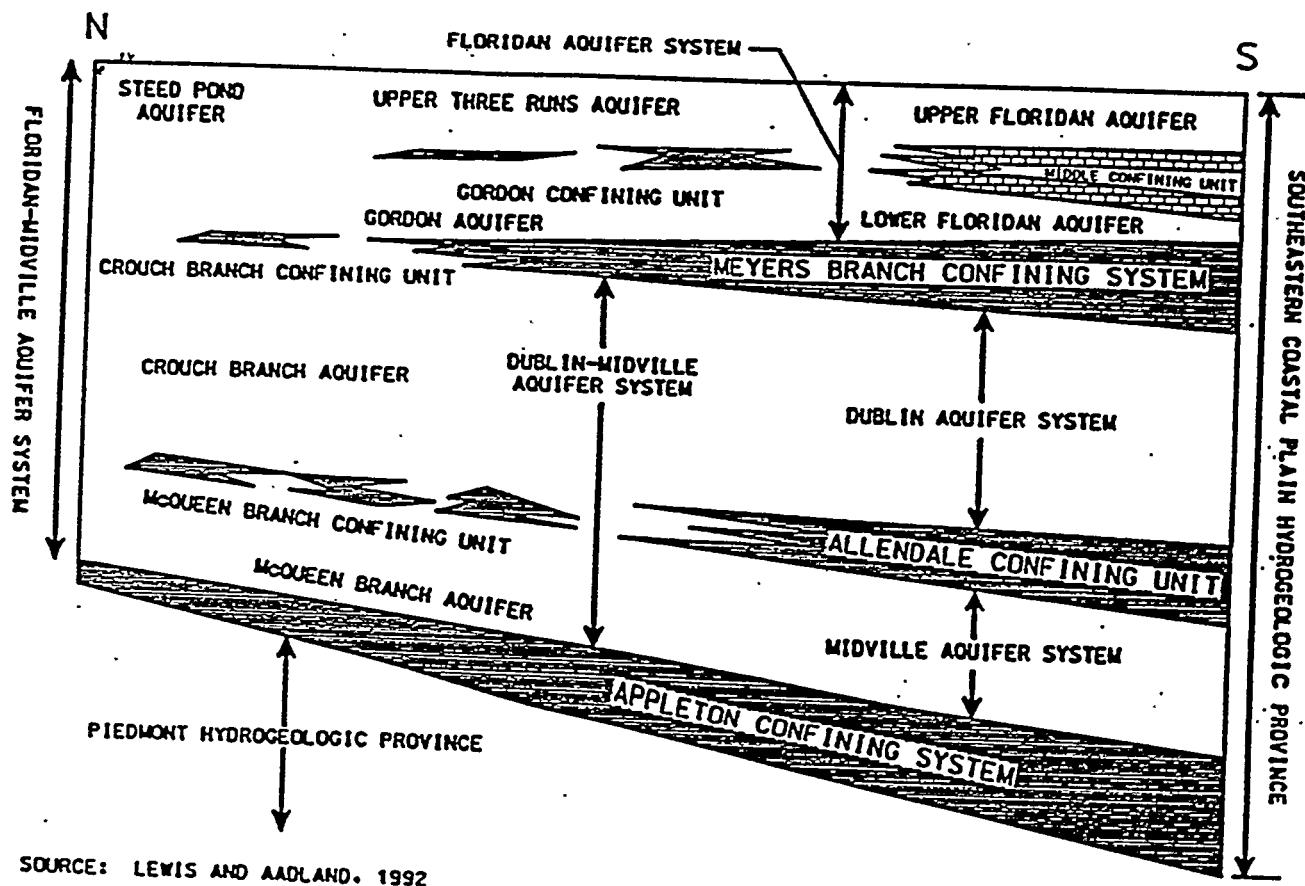 N
FLORIDAN AQUIFER SYSTEM
S
STEED POND
AQUIFER
UPPER THREE RUNS AQUIFER
UPPER FLORIDAN AQUIFER
MIDDLE CONFINING UNIT
GORDON CONFINING UNIT
GORDON AQUIFER
LOWER FLORIDAN AQUIFER
CROUCH BRANCH CONFINING UNIT
MEYERS BRANCH CONFINING SYSTEM
FLORIDAN-MIDVILLE AQUIFER SYSTEM
SOUTHEASTERN COASTAL PLAIN HYDROGEOLOGIC PROVINCE
CROUCH BRANCH AQUIFER
DUBLIN-MIDVILLE
AQUIFER SYSTEM
DUBLIN AQUIFER SYSTEM
McQUEEN BRANCH CONFINING UNIT
ALLENDALE CONFINING UNIT
McQUEEN BRANCH AQUIFER
MIDVILLE AQUIFER SYSTEM
APPLETON CONFINING SYSTEM
PIEDMONT HYDROGEOLOGIC PROVINCE
SOURCE: LEWIS AND AADLAND. 1992